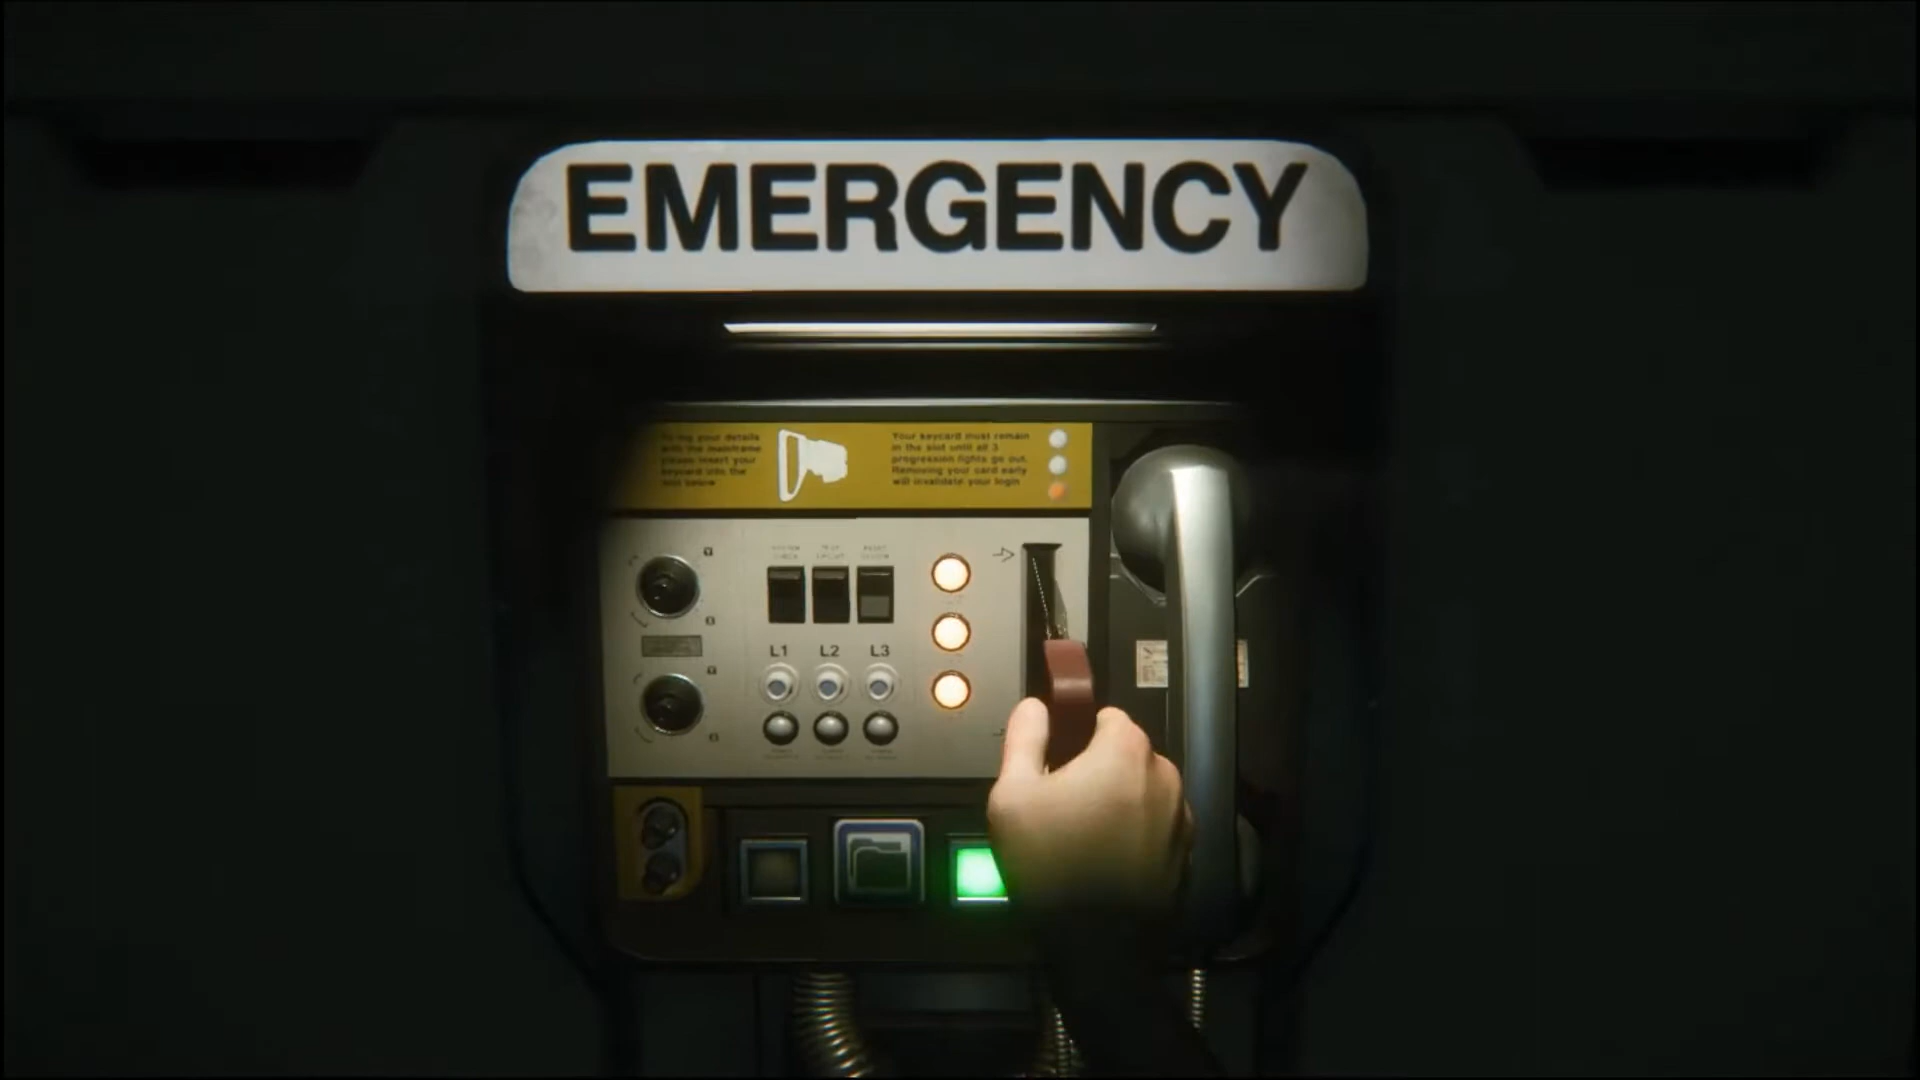 EMERGENCY
your details
with the mainframe
please insert your
keycard into the
slot below
Your keycard must remain
in the slot until all 3
progression lights go out.
Removing your card early
will invalidate your login
L1 L2 L3